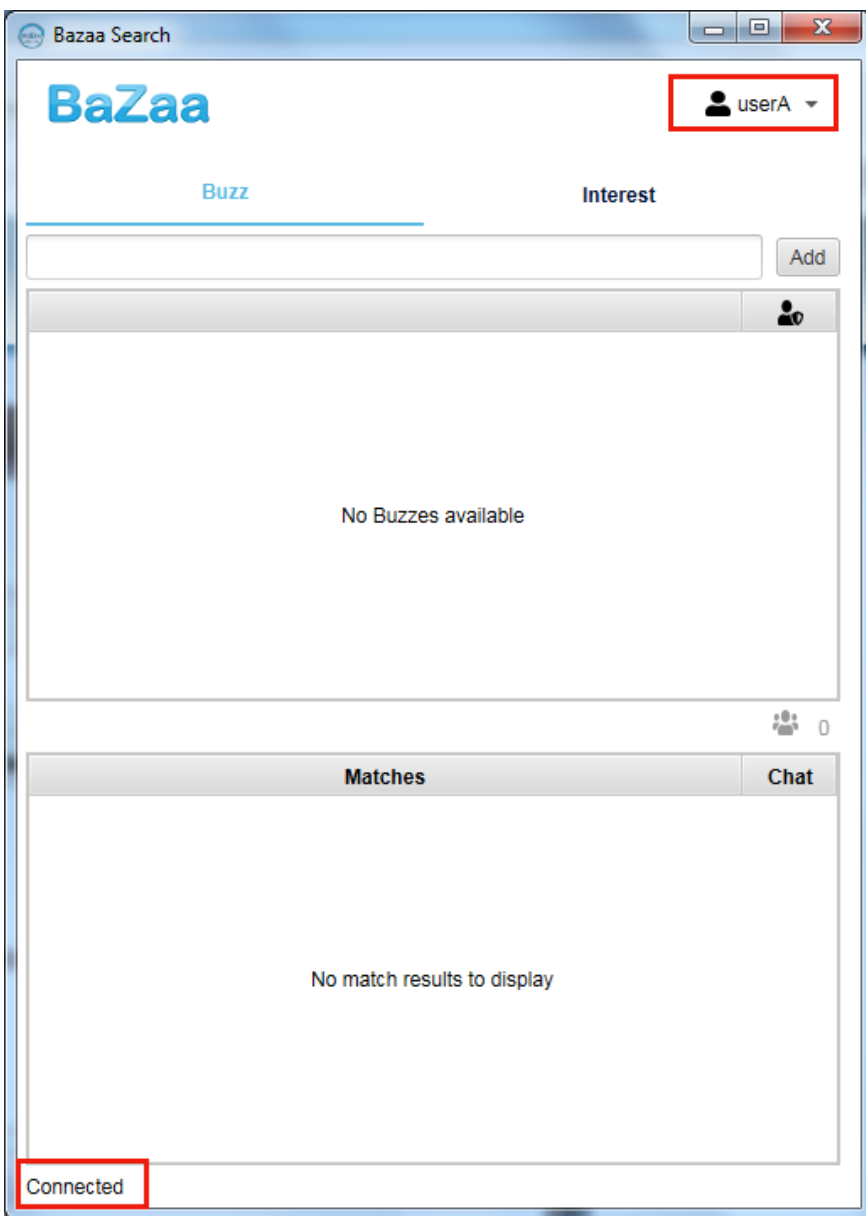 Bazaa Search
BaZaa
userA
Buzz Interest
Add
No Buzzes available
0
Matches Chat
No match results to display
Connected